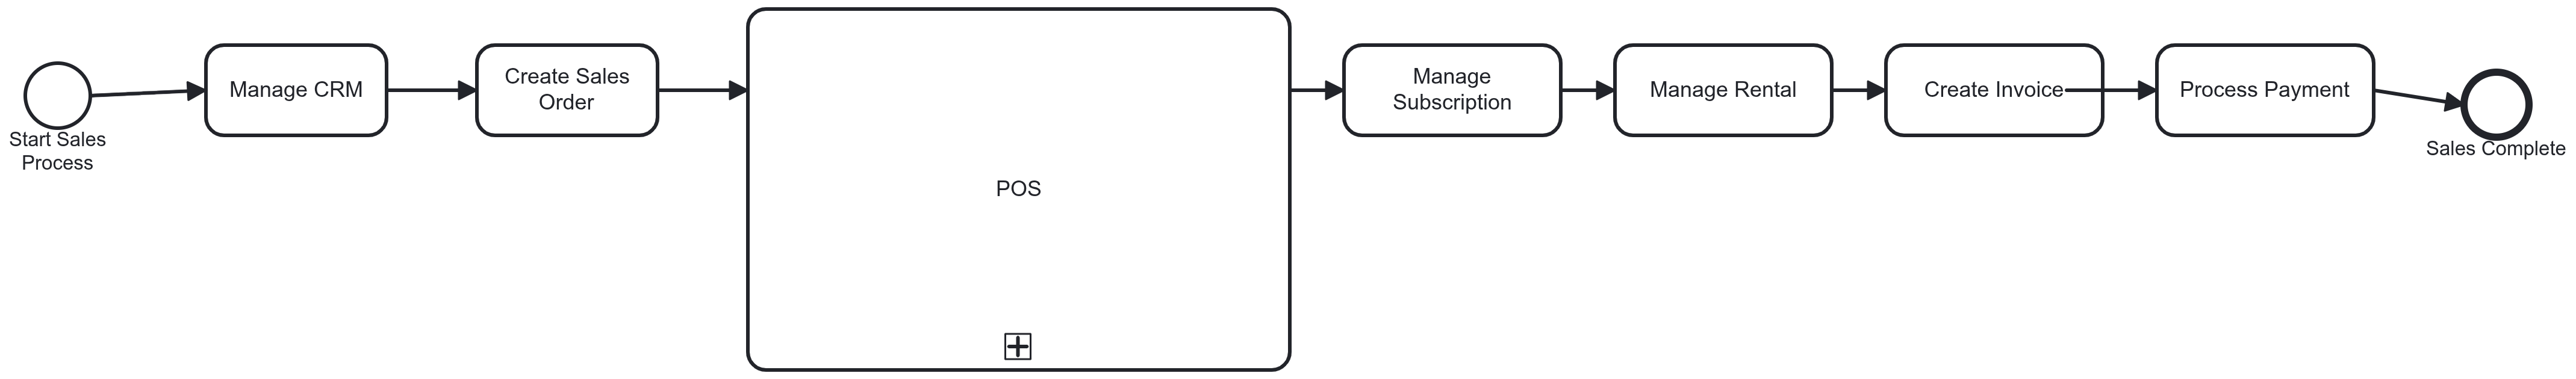 Start Sales
Process
Manage CRM
Create Sales
Order
POS
Manage
Subscription
Manage Rental
Create Invoice
Process Payment
Sales Complete